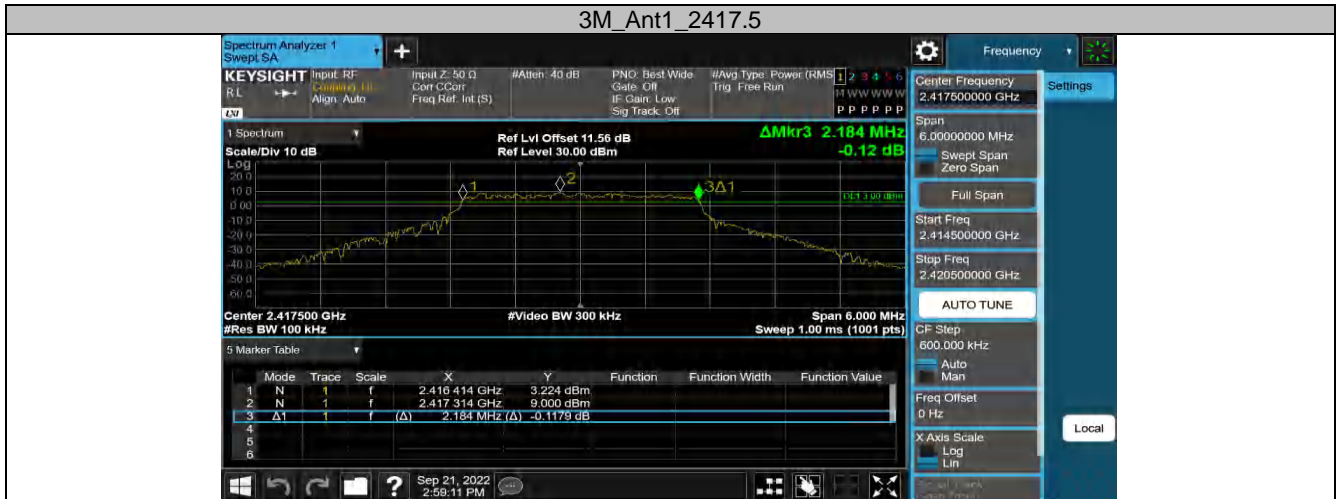 3M_Ant1_2417.5
Spectrum Analyzer 1
Swept SA
+
Frequency
KEYSIGHT
RL
LXI
Input: RF
Align: Auto
Input Z: 50 Ω
Corr CCorr
Freq Ref: Int (S)
#Atten: 40 dB
PNO: Best Wide
Gate: Off
IF Gain: Low
Sig Track: Off
#Avg Type: Power (RMS
Trig: Free Run
1 2 3 4 5 6
M W W W W W
P P P P P P
Center Frequency
2.417500000 GHz
Settings
1 Spectrum
Scale/Div 10 dB
Ref Lvl Offset 11.56 dB
Ref Level 30.00 dBm
ΔMkr3 2.184 MHz
-0.12 dB
Span
6.00000000 MHz
Swept Span
Zero Span
Full Span
Log
20.0
10.0
0.00
-10.0
-20.0
-30.0
-40.0
-50.0
-60.0
1
2
3Δ1
DL1 3.00 dBm
Start Freq
2.414500000 GHz
Stop Freq
2.420500000 GHz
AUTO TUNE
Center 2.417500 GHz
#Res BW 100 kHz
#Video BW 300 kHz
Span 6.000 MHz
Sweep 1.00 ms (1001 pts)
CF Step
600.000 kHz
Auto
Man
5 Marker Table
Mode Trace Scale X Y Function Function Width Function Value
1 N 1 f 2.416 414 GHz 3.224 dBm
2 N 1 f 2.417 314 GHz 9.000 dBm
3 Δ1 1 f (Δ) 2.184 MHz (Δ) -0.1179 dB
4
5
6
Freq Offset
0 Hz
X Axis Scale
Log
Lin
Local
?
Sep 21, 2022
2:59:11 PM